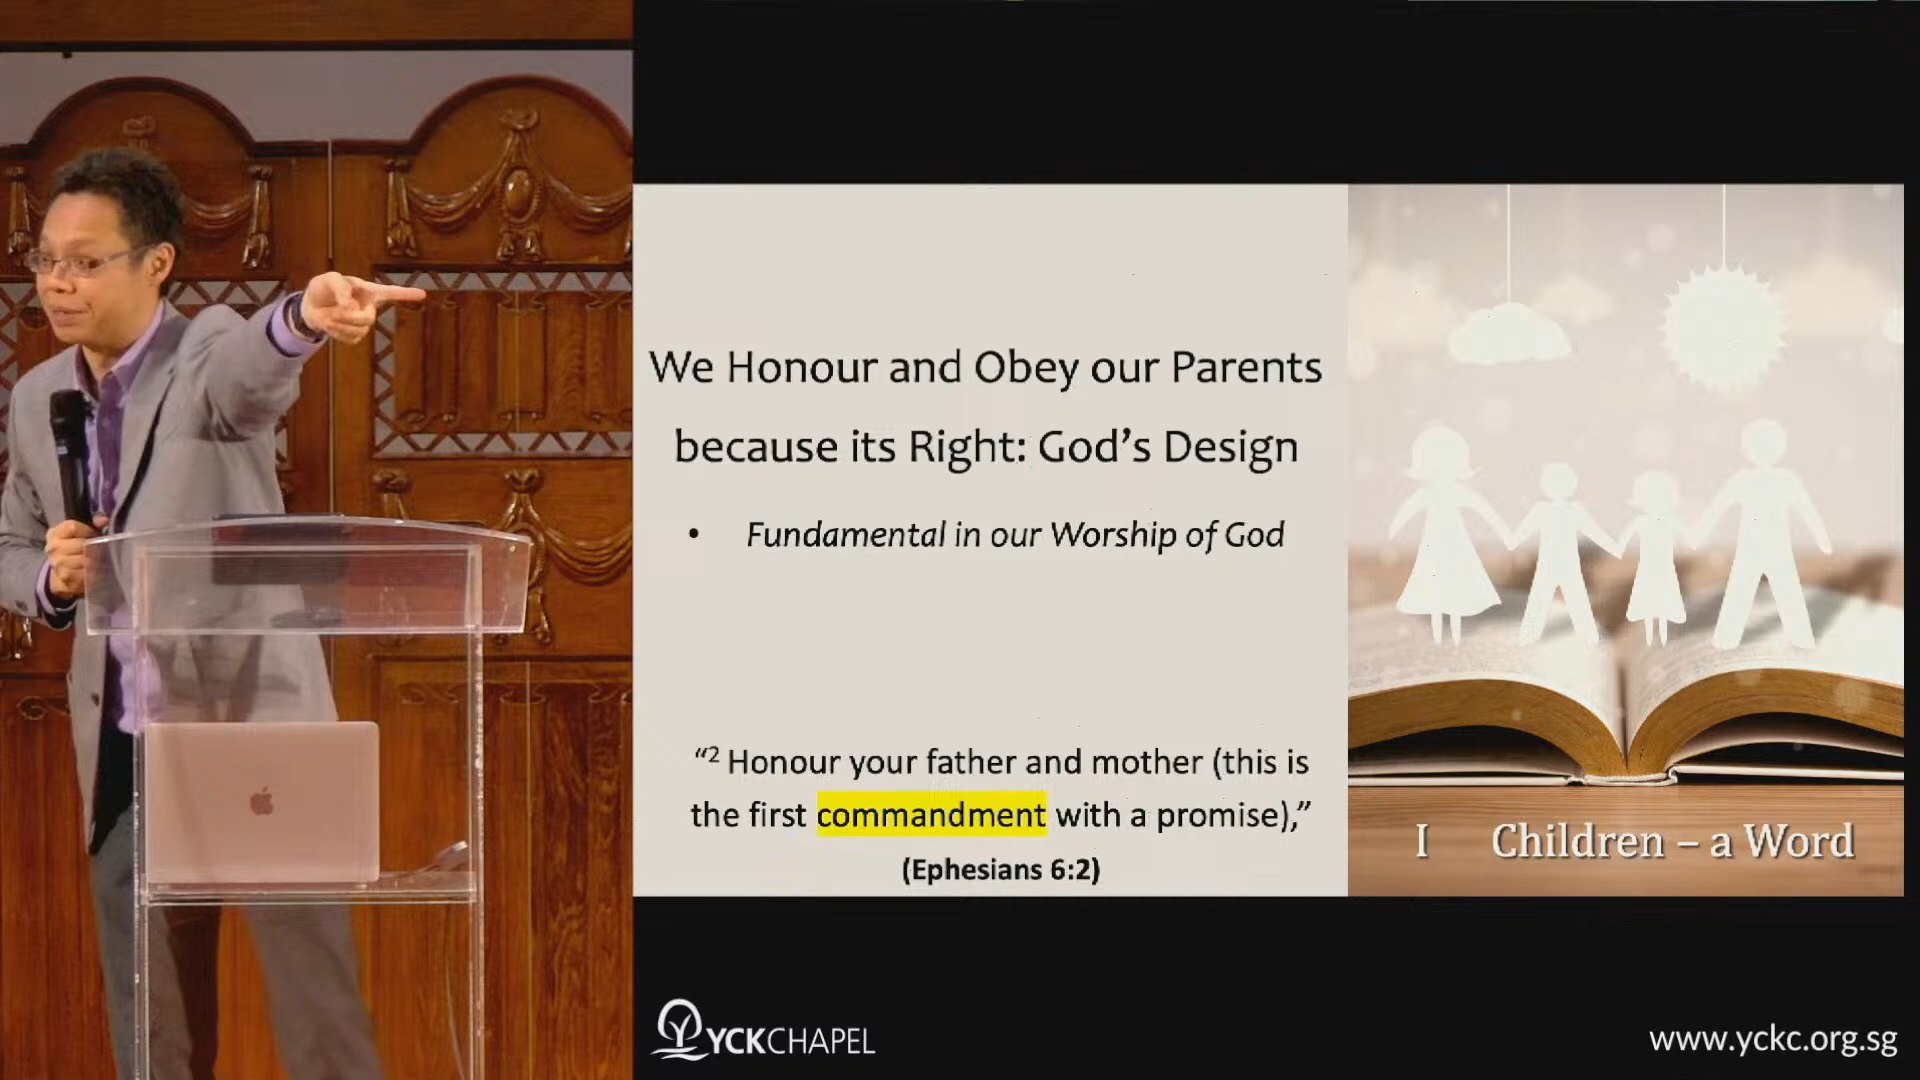 We Honour and Obey our Parents
because its Right: God's Design
• Fundamental in our Worship of God
“2 Honour your father and mother (this is
the first commandment with a promise),”
(Ephesians 6:2)
I Children – a Word
YCKCHAPEL
www.yckc.org.sg